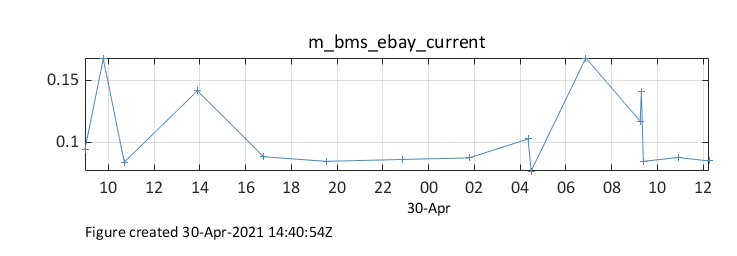 m_bms_ebay_current
0.15
0.1
10 12 14 16 18 20 22 00 02 04 06 08 10 12
30-Apr
Figure created 30-Apr-2021 14:40:54Z